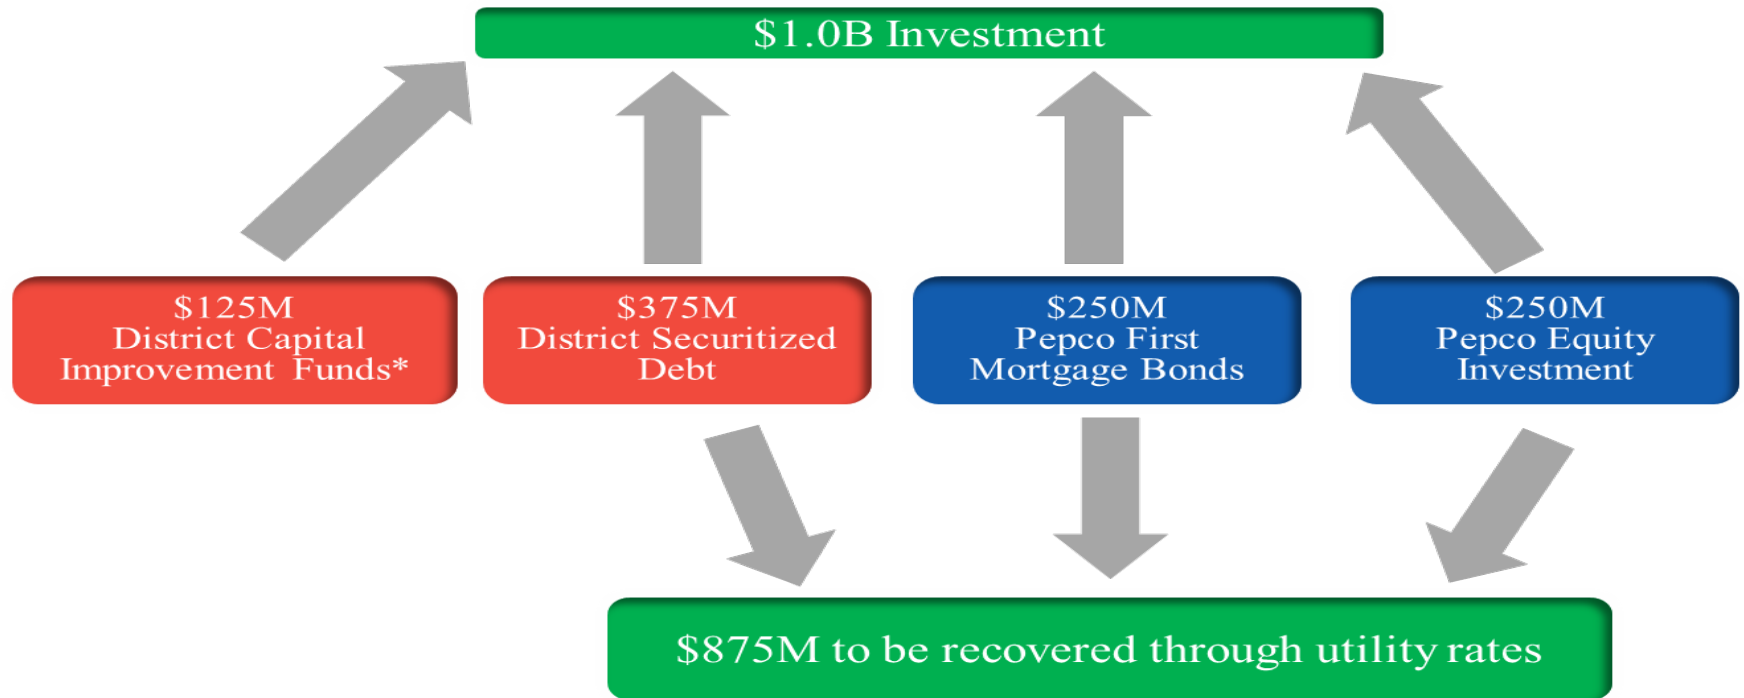 $1.0B Investment
$125M
District Capital
Improvement Funds*
$375M
District Securitized
Debt
$250M
Pepco First
Mortgage Bonds
$250M
Pepco Equity
Investment
$875M to be recovered through utility rates